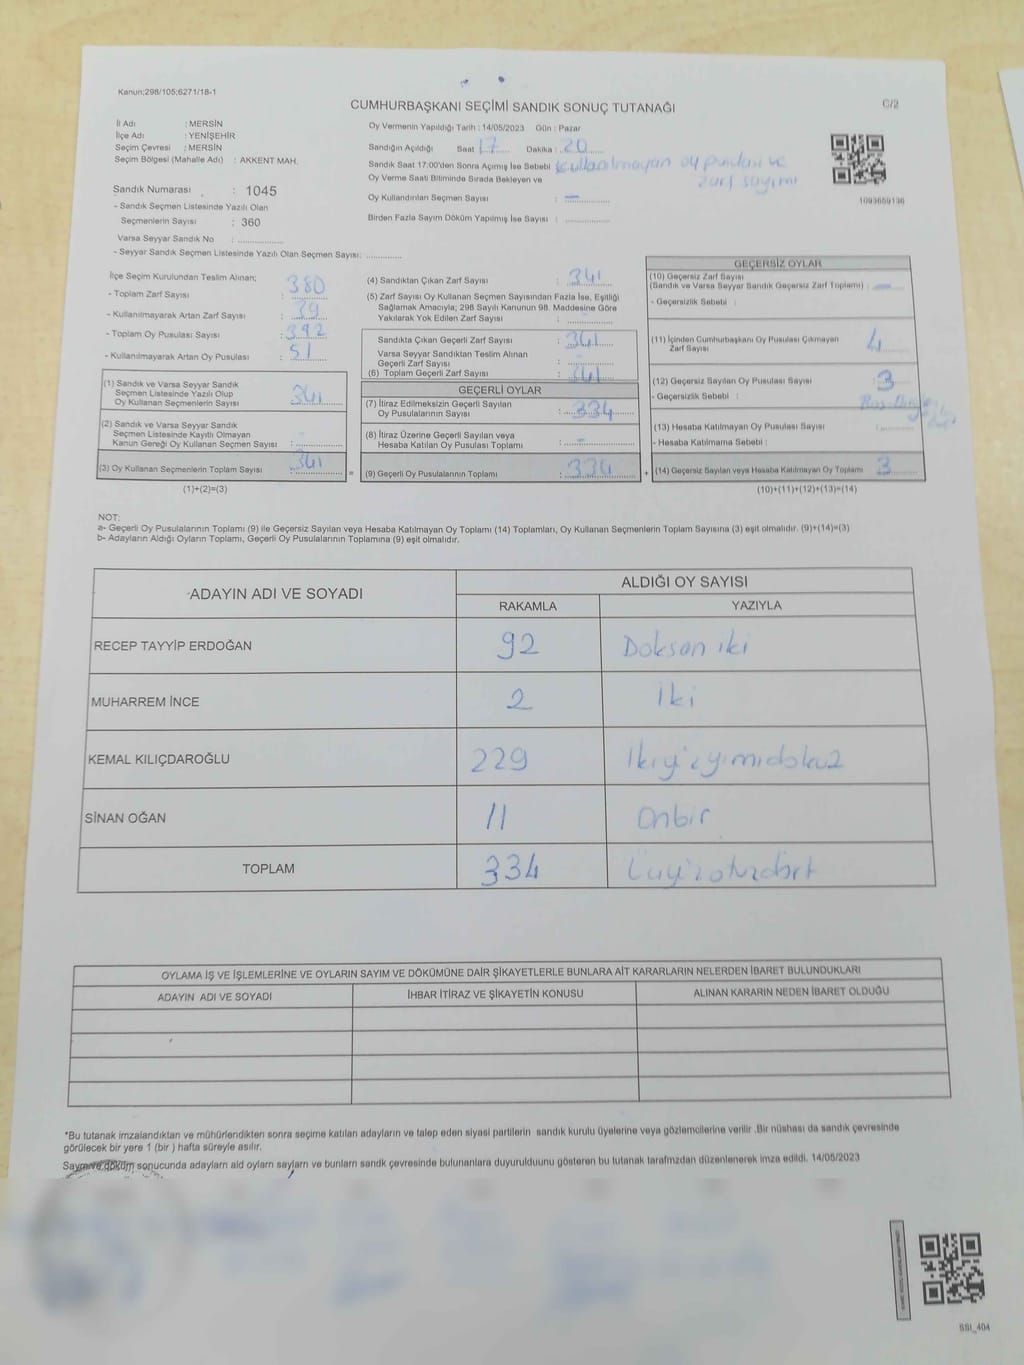 Kanun;298/105;6271/18-1
CUMHURBAŞKANI SEÇİMİ SANDIK SONUÇ TUTANAĞI
C/2
İl Adı : MERSİN
İlçe Adı : YENİŞEHİR
Seçim Çevresi : MERSİN
Seçim Bölgesi (Mahalle Adı) : AKKENT MAH.
Oy Vermenin Yapıldığı Tarih : 14/05/2023 Gün : Pazar
Sandığın Açıldığı Saat 17 Dakika : 20
Sandık Saat 17:00'den Sonra Açımış İse Sebebi Kullanılmayan oy pusulası ve
zarf sayımı
Oy Verme Saati Bitiminde Sırada Bekleyen ve
Oy Kullandırılan Seçmen Sayısı : —
Birden Fazla Sayım Döküm Yapılmış İse Sayısı :
1093659136
Sandık Numarası : 1045
- Sandık Seçmen Listesinde Yazılı Olan
Seçmenlerin Sayısı : 360
Varsa Seyyar Sandık No :
- Seyyar Sandık Seçmen Listesinde Yazılı Olan Seçmen Sayısı:
İlçe Seçim Kurulundan Teslim Alınan;
- Toplam Zarf Sayısı : 380
- Kullanılmayarak Artan Zarf Sayısı : 39
- Toplam Oy Pusulası Sayısı : 392
- Kullanılmayarak Artan Oy Pusulası : 51
(1) Sandık ve Varsa Seyyar Sandık
Seçmen Listesinde Yazılı Olup
Oy Kullanan Seçmenlerin Sayısı : 341
(2) Sandık ve Varsa Seyyar Sandık
Seçmen Listesinde Kayıtlı Olmayan
Kanun Gereği Oy Kullanan Seçmen Sayısı : -
(3) Oy Kullanan Seçmenlerin Toplam Sayısı : 341
(1)+(2)=(3)
(4) Sandıktan Çıkan Zarf Sayısı : 341
(5) Zarf Sayısı Oy Kullanan Seçmen Sayısından Fazla İse, Eşitliği
Sağlamak Amacıyla; 298 Sayılı Kanunun 98. Maddesine Göre
Yakılarak Yok Edilen Zarf Sayısı :
Sandıkta Çıkan Geçerli Zarf Sayısı : 341
Varsa Seyyar Sandıktan Teslim Alınan
Geçerli Zarf Sayısı : -
(6) Toplam Geçerli Zarf Sayısı : 341
GEÇERLİ OYLAR
(7) İtiraz Edilmeksizin Geçerli Sayılan
Oy Pusulalarının Sayısı : 334
(8) İtiraz Üzerine Geçerli Sayılan veya
Hesaba Katılan Oy Pusulası Toplamı : -
(9) Geçerli Oy Pusulalarının Toplamı : 334
GEÇERSİZ OYLAR
(10) Geçersiz Zarf Sayısı
(Sandık ve Varsa Seyyar Sandık Geçersiz Zarf Toplamı) : —
- Geçersizlik Sebebi :
(11) İçinden Cumhurbaşkanı Oy Pusulası Çıkmayan
Zarf Sayısı : 4
(12) Geçersiz Sayılan Oy Pusulası Sayısı : 3
- Geçersizlik Sebebi :
(13) Hesaba Katılmayan Oy Pusulası Sayısı :
- Hesaba Katılmama Sebebi :
(14) Geçersiz Sayılan veya Hesaba Katılmayan Oy Toplamı : 3
(10)+(11)+(12)+(13)=(14)
NOT:
a- Geçerli Oy Pusulalarının Toplamı (9) ile Geçersiz Sayılan veya Hesaba Katılmayan Oy Toplamı (14) Toplamları, Oy Kullanan Seçmenlerin Toplam Sayısına (3) eşit olmalıdır. (9)+(14)=(3)
b- Adayların Aldığı Oyların Toplamı, Geçerli Oy Pusulalarının Toplamına (9) eşit olmalıdır.
ADAYIN ADI VE SOYADI
ALDIĞI OY SAYISI
RAKAMLA YAZIYLA
RECEP TAYYİP ERDOĞAN 92 Doksan iki
MUHARREM İNCE 2 İki
KEMAL KILIÇDAROĞLU 229 İkiyüzyirmidokuz
SİNAN OĞAN 11 Onbir
TOPLAM 334 Üçyüzotuzdört
OYLAMA İŞ VE İŞLEMLERİNE VE OYLARIN SAYIM VE DÖKÜMÜNE DAİR ŞİKAYETLERLE BUNLARA AİT KARARLARIN NELERDEN İBARET BULUNDUKLARI
ADAYIN ADI VE SOYADI İHBAR İTİRAZ VE ŞİKAYETİN KONUSU ALINAN KARARIN NEDEN İBARET OLDUĞU
*Bu tutanak imzalandıktan ve mühürlendikten sonra seçime katılan adayların ve talep eden siyasi partilerin sandık kurulu üyelerine veya gözlemcilerine verilir .Bir nüshası da sandık çevresinde
görülecek bir yere 1 (bir ) hafta süreyle asılır.
Sayım ve döküm sonucunda adayların ald oyların sayların ve bunların sandk çevresinde bulunanlara duyurulduunu gösteren bu tutanak tarafmzdan düzenlenerek imza edildi. 14/05/2023
SSI_404